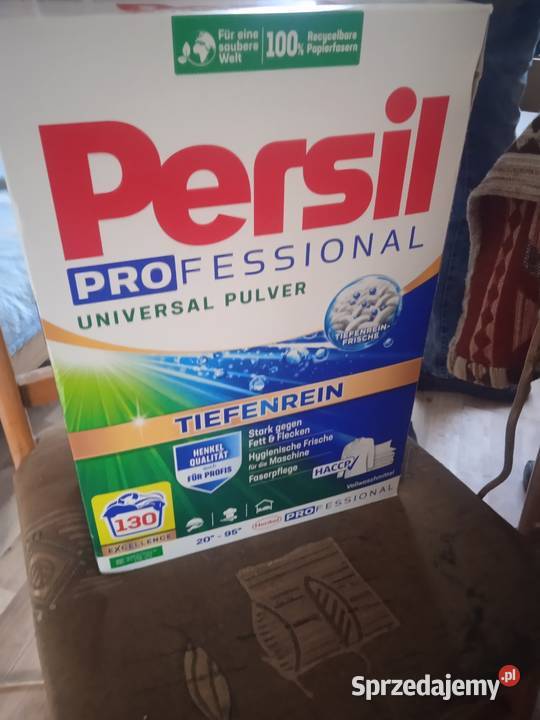 Für eine
saubere
Welt
100% Recycelbare
Papierfasern
Persil
PROFESSIONAL
UNIVERSAL PULVER
TIEFENREIN-
FRISCHE
TIEFENREIN
HENKEL
QUALITÄT
FÜR PROFIS
Stark gegen
Fett & Flecken
Hygienische Frische
für die Maschine
Faserpflege
HACCP
Vollwaschmittel
130
EXCELLENCE
20° - 95°
Henkel
PROFESSIONAL
Sprzedajemy.pl